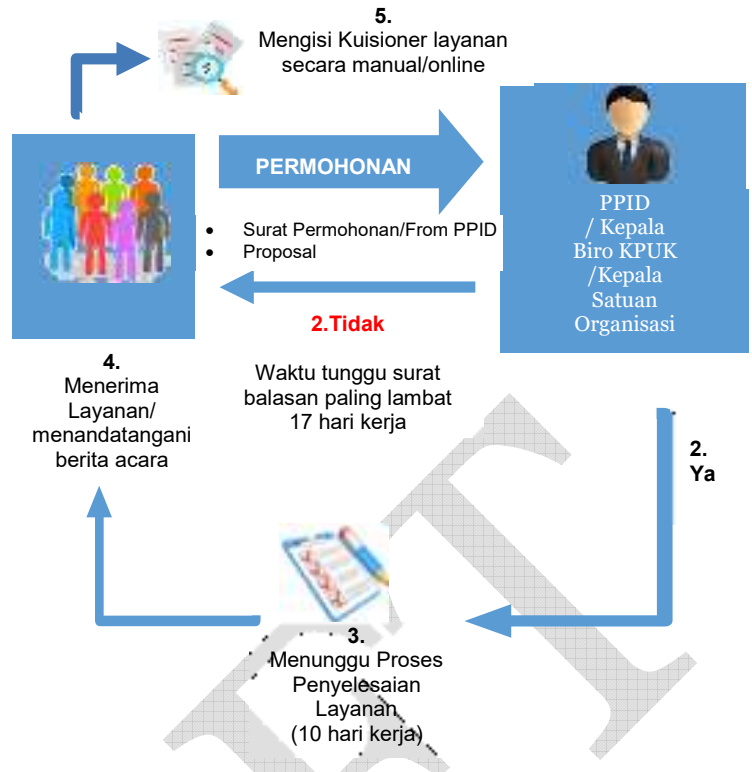 5.
Mengisi Kuisioner layanan
secara manual/online
PERMOHONAN
PPID
/ Kepala
Biro KPUK
/Kepala
Satuan
Organisasi
• Surat Permohonan/From PPID
• Proposal
2.Tidak
Waktu tunggu surat
balasan paling lambat
17 hari kerja
4.
Menerima
Layanan/
menandatangani
berita acara
2.
Ya
3.
Menunggu Proses
Penyelesaian
Layanan
(10 hari kerja)